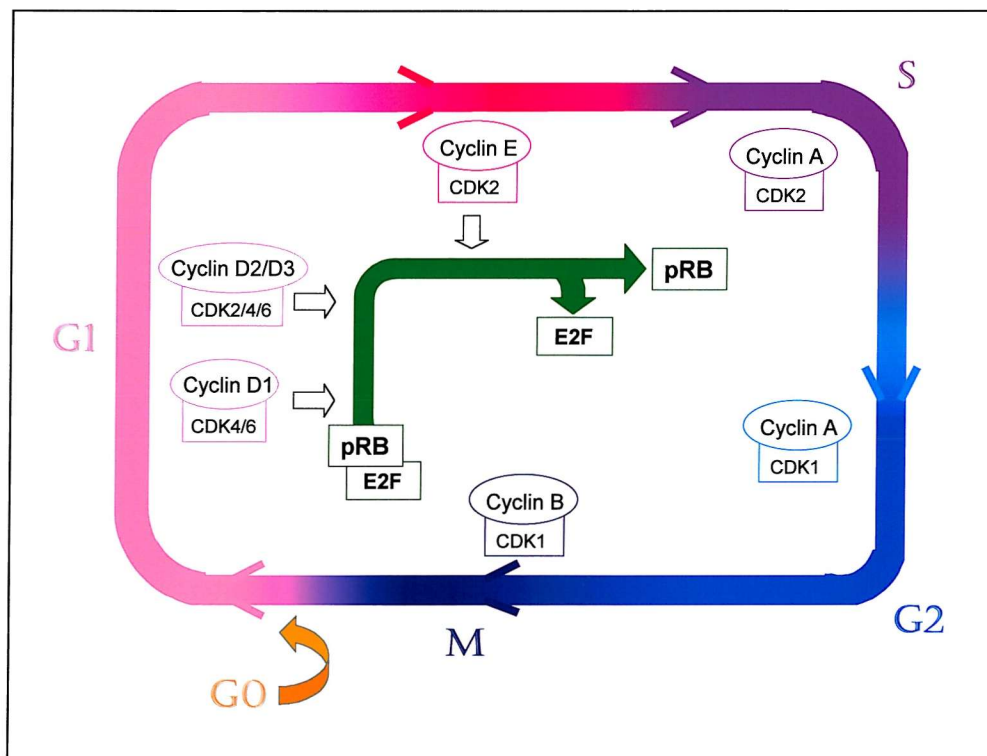 S
Cyclin E
CDK2
Cyclin A
CDK2
Cyclin D2/D3
CDK2/4/6
pRB
E2F
G1
Cyclin D1
CDK4/6
pRB
E2F
Cyclin A
CDK1
Cyclin B
CDK1
G2
M
G0